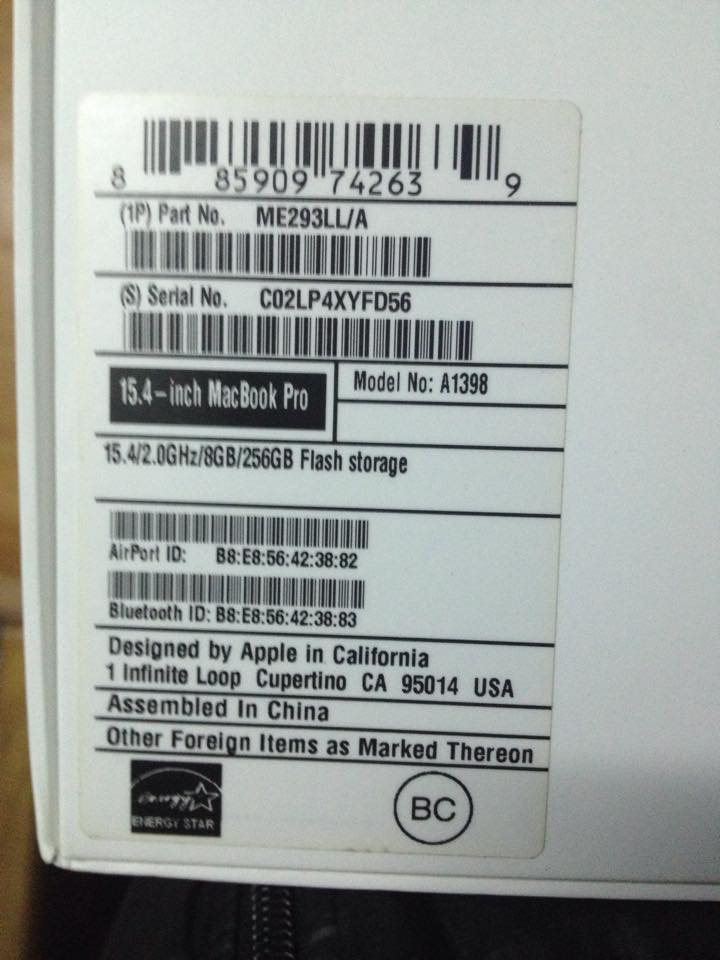 8 85909 74263 9
(1P) Part No. ME293LL/A
(S) Serial No. C02LP4XYFD56
15.4-inch MacBook Pro
Model No: A1398
15.4/2.0GHz/8GB/256GB Flash storage
AirPort ID: B8:E8:56:42:38:82
Bluetooth ID: B8:E8:56:42:38:83
Designed by Apple in California
1 Infinite Loop Cupertino CA 95014 USA
Assembled In China
Other Foreign Items as Marked Thereon
energy
ENERGY STAR
BC